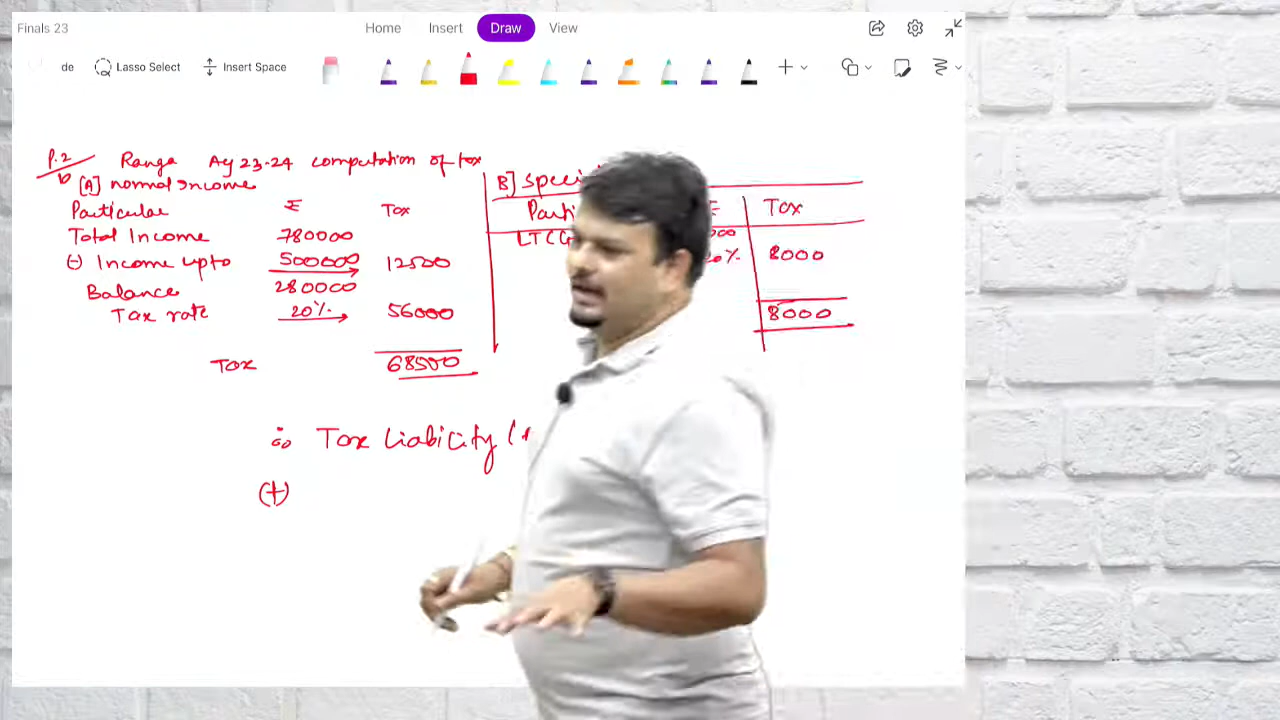 Finals 23
Home Insert Draw View
de Lasso Select Insert Space
P.2/b Ranga Ay 23-24 computation of tax
[A] normal Income
Particular ₹ Tax
Total Income 780000
(-) Income upto 500000 12500
Balance 280000
Tax rate 20% 56000
Tax 68500
B] Speci
Parti Tax
LTCG
0% 8000
8000
∴ Tax Liability (
(+)